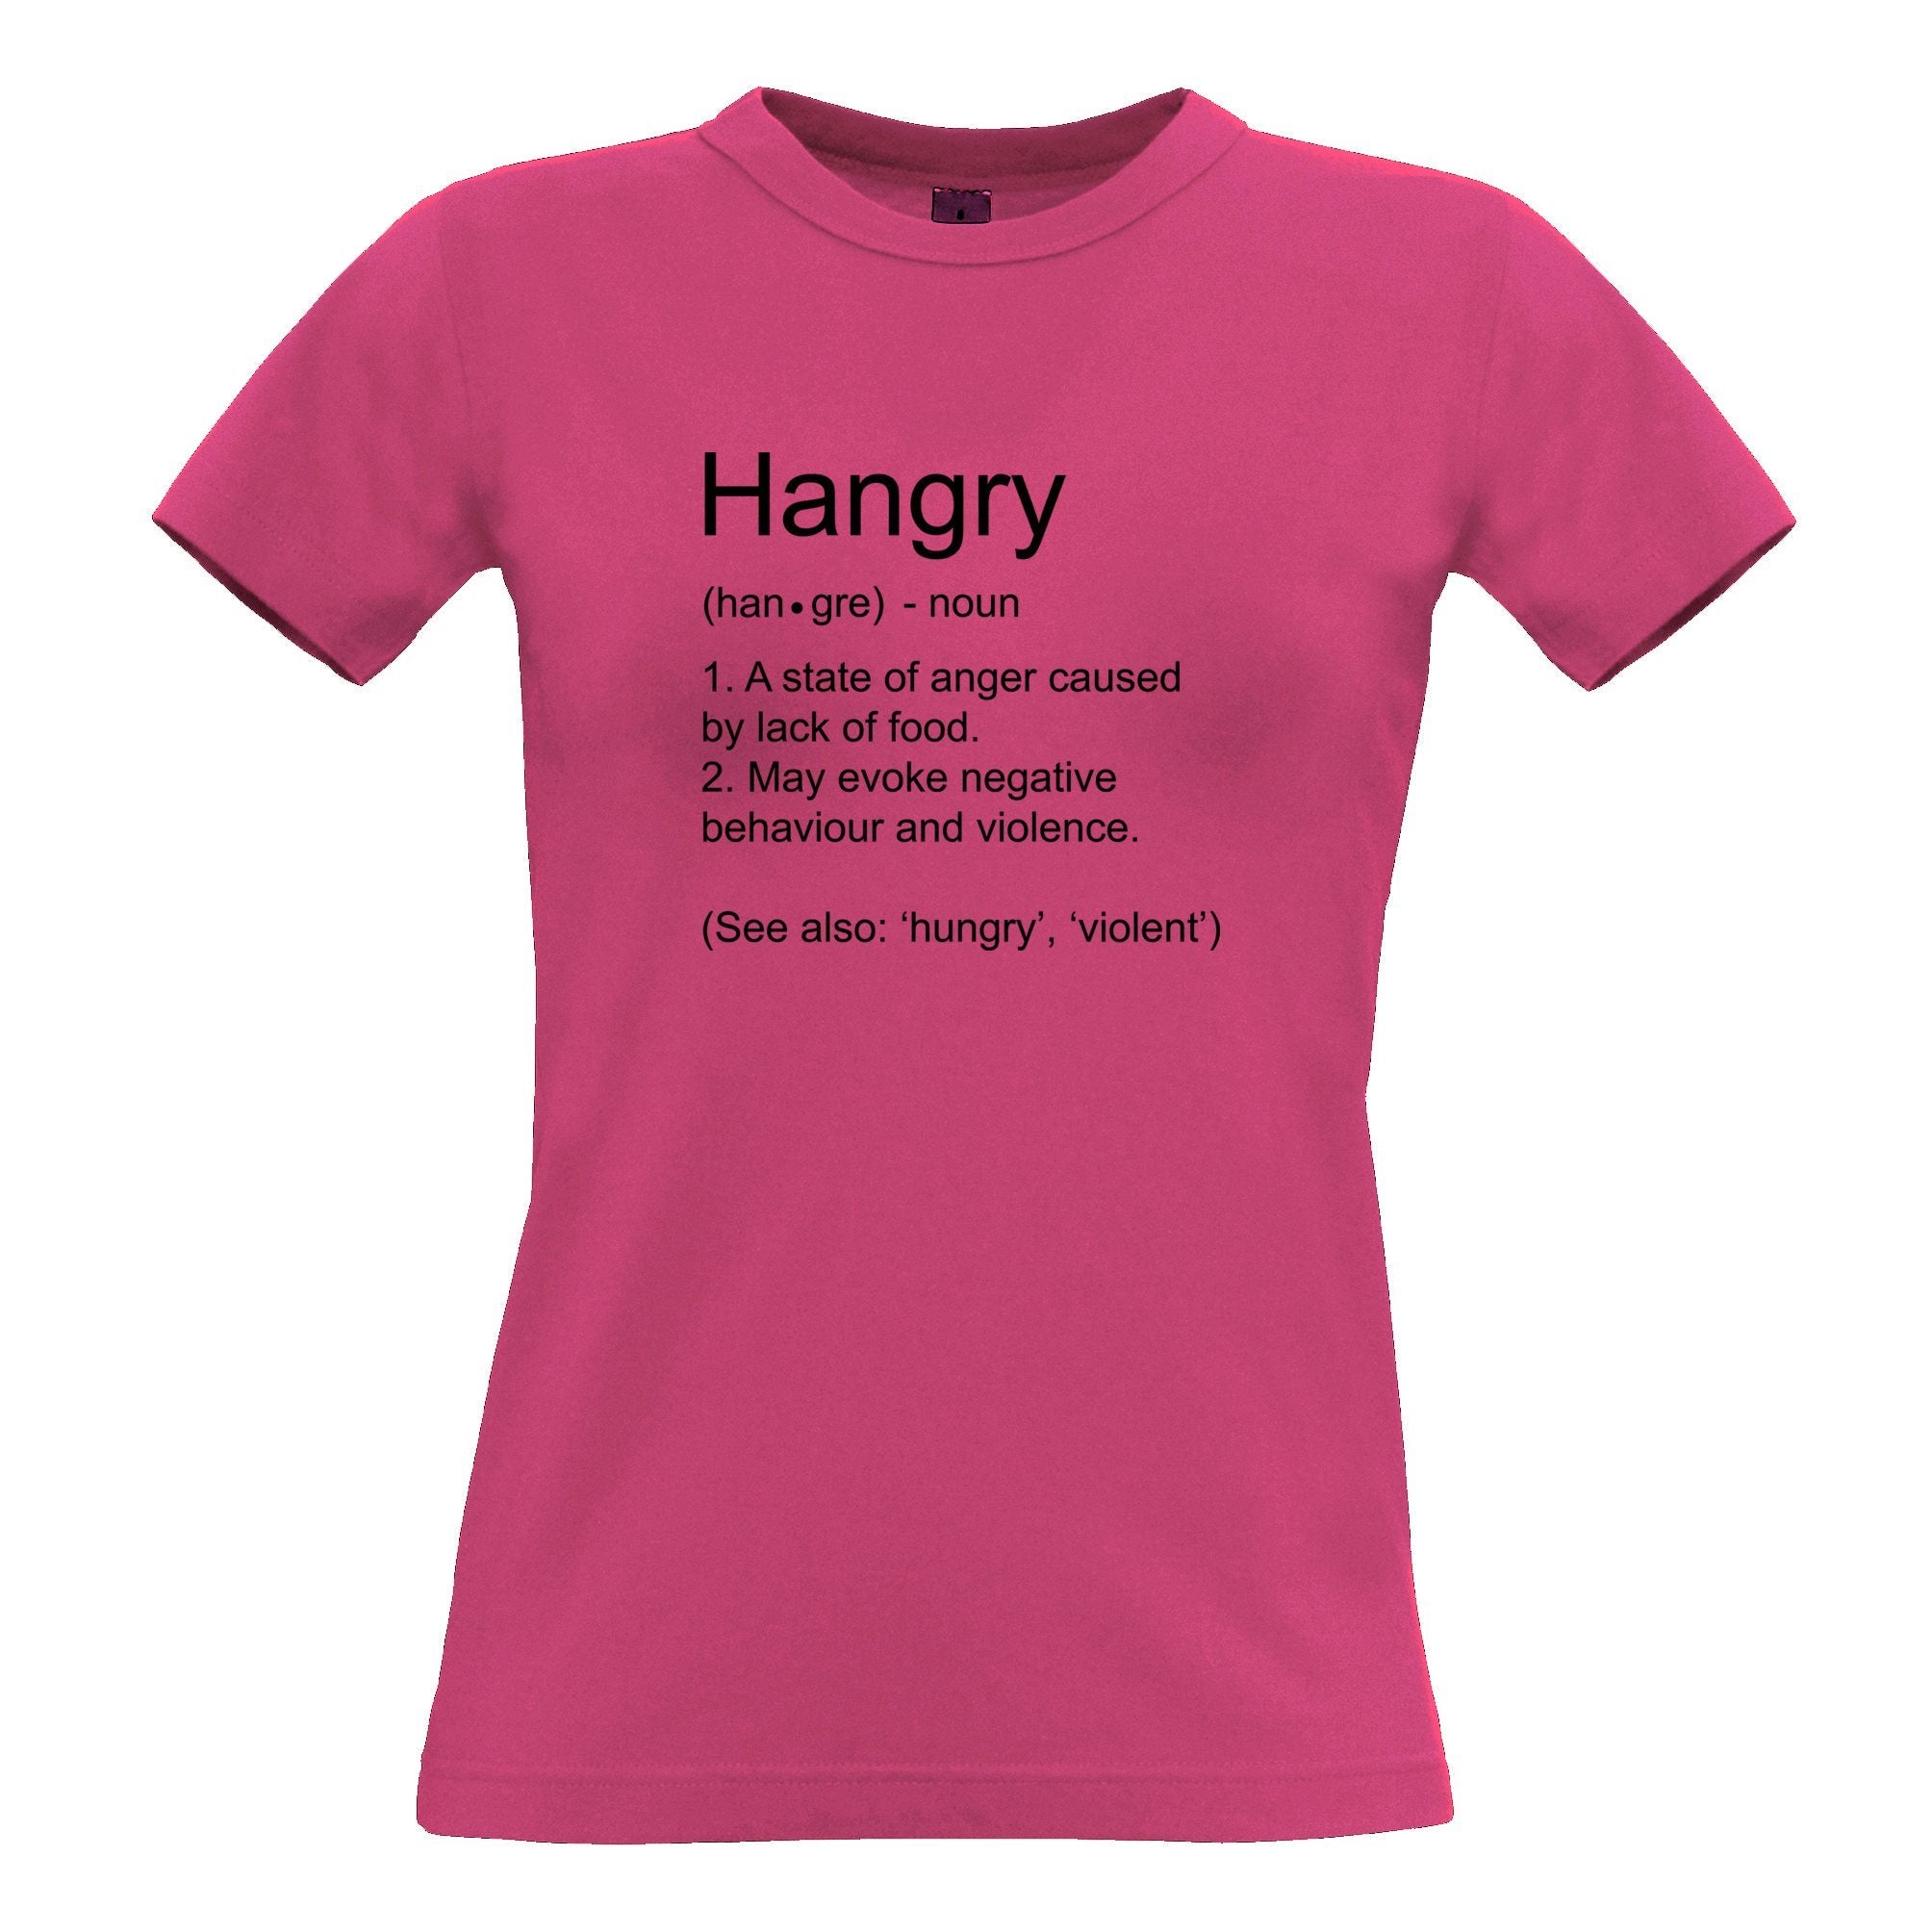 Hangry
(han•gre) - noun
1. A state of anger caused
by lack of food.
2. May evoke negative
behaviour and violence.
(See also: ‘hungry’, ‘violent’)